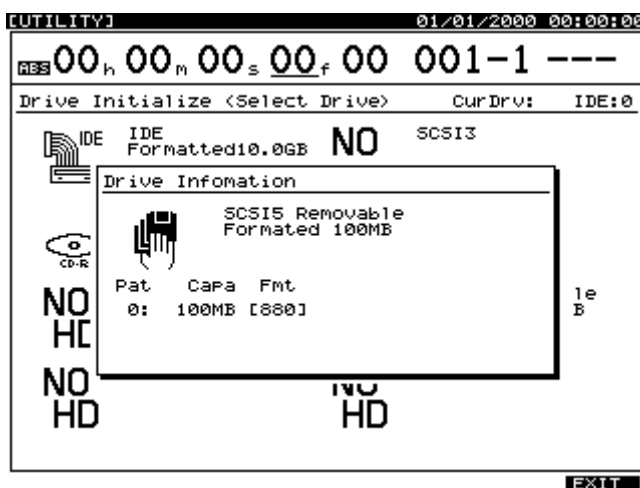 [UTILITY] 01/01/2000 00:00:00
ABS 00h 00m 00s 00f 00 001-1 ---
Drive Initialize <Select Drive> CurDrv: IDE:0
IDE IDE NO SCSI3
Formatted10.0GB
Drive Infomation
SCSI5 Removable
Formated 100MB
CD-R
Pat Capa Fmt
0: 100MB [880]
NO le
HD B
NO NO
HD HD
EXIT